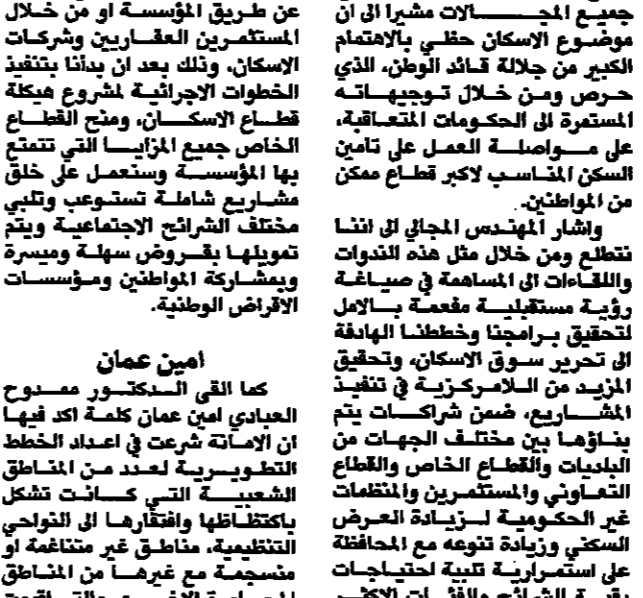 جميع المجالات مشيرا الى ان
موضوع الاسكان حظي بالاهتمام
الكبير من جلالة قائد الوطن، الذي
حرص ومن خلال توجيهاته
المستمرة الى الحكومات المتعاقبة،
على مواصلة العمل على تأمين
السكن المناسب لاكبر قطاع ممكن
من المواطنين.
واشار المهندس المجالي الى اننا
نتطلع ومن خلال مثل هذه الندوات
واللقاءات الى المساهمة في صياغة
رؤية مستقبلية مفعمة بالامل
لتحقيق برامجنا وخططنا الهادفة
الى تحرير سوق الاسكان، وتحقيق
المزيد من اللامركزية في تنفيذ
المشاريع، ضمن شراكات يتم
بناؤها بين مختلف الجهات من
البلديات والقطاع الخاص والقطاع
التعاوني والمستثمرين والمنظمات
غير الحكومية لزيادة العرض
السكني وزيادة تنوعه مع المحافظة
على استمرارية تلبية احتياجات
بقية الشرائح والفئات الاكثر
عن طريق المؤسسة او من خلال
المستثمرين العقاريين وشركات
الاسكان، وذلك بعد ان بدأنا بتنفيذ
الخطوات الاجرائية لمشروع هيكلة
قطاع الاسكان، ومنح القطاع
الخاص جميع المزايا التي تتمتع
بها المؤسسة وسنعمل على خلق
مشاريع شاملة تستوعب وتلبي
مختلف الشرائح الاجتماعية ويتم
تمويلها بقروض سهلة وميسرة
وبمشاركة المواطنين ومؤسسات
الاقراض الوطنية.
امين عمان
كما القى الدكتور ممدوح
العبادي امين عمان كلمة اكد فيها
ان الامانة شرعت في اعداد الخطط
التطويرية لعدد من المناطق
الشعبية التي كانت تشكل
باكتظاظها وافتقارها الى النواحي
التنظيمية، مناطق غير متناغمة او
منسجمة مع غيرها من المناطق